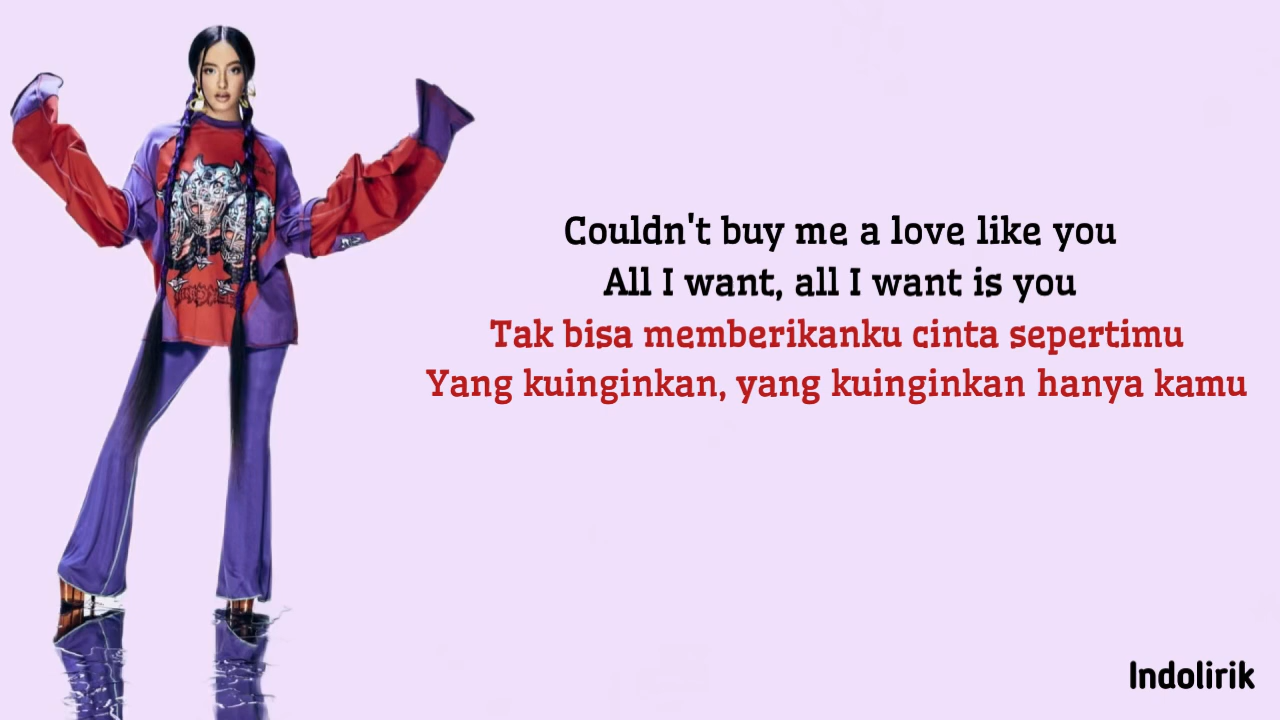 Couldn't buy me a love like you
All I want, all I want is you
Tak bisa memberikanku cinta sepertimu
Yang kuinginkan, yang kuinginkan hanya kamu
Indolirik